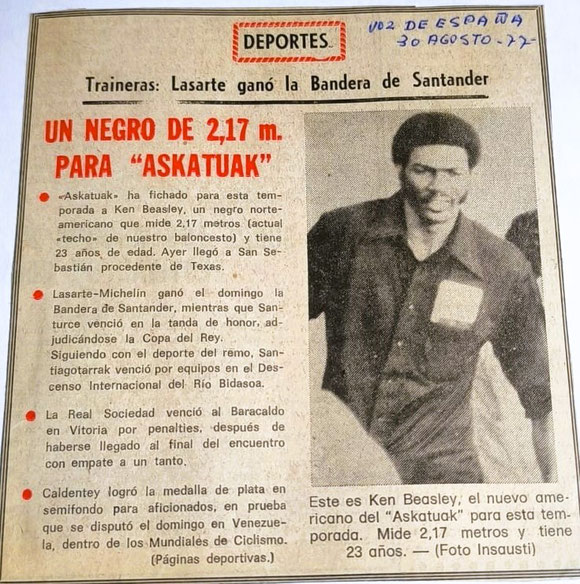 DEPORTES
VOZ DE ESPAÑA
30 AGOSTO-77-
Traineras: Lasarte ganó la Bandera de Santander
UN NEGRO DE 2,17 m.
PARA "ASKATUAK"
«Askatuak» ha fichado para esta tem-
porada a Ken Beasley, un negro norte-
americano que mide 2,17 metros (actual
«techo» de nuestro baloncesto) y tiene
23 años de edad. Ayer llegó a San Se-
bastián procedente de Texas.
Lasarte-Michelín ganó el domingo la
Bandera de Santander, mientras que San-
turce venció en la tanda de honor, ad-
judicándose la Copa del Rey.
Siguiendo con el deporte del remo, San-
tiagotarrak venció por equipos en el Des-
censo Internacional del Río Bidasoa.
La Real Sociedad venció al Baracaldo
en Vitoria por penalties, después de
haberse llegado al final del encuentro
con empate a un tanto.
Caldentey logró la medalla de plata en
semifondo para aficionados, en prueba
que se disputó el domingo en Venezue-
la, dentro de los Mundiales de Ciclismo.
(Páginas deportivas.)
Este es Ken Beasley, el nuevo ame-
ricano del "Askatuak" para esta tem-
porada. Mide 2,17 metros y tiene
23 años. — (Foto Insausti)